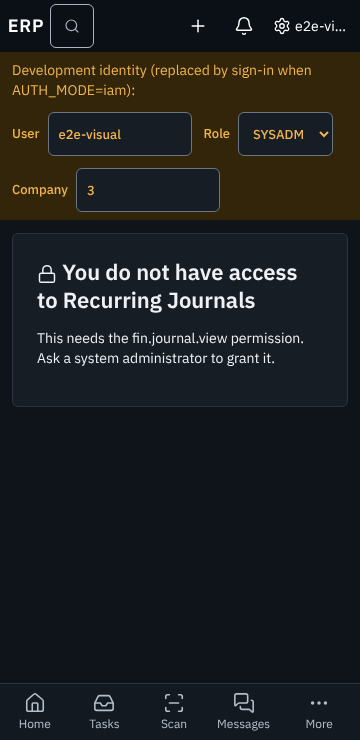 ERP
e2e-vi...
Development identity (replaced by sign-in when
AUTH_MODE=iam):
User e2e-visual Role SYSADM
Company 3
You do not have access
to Recurring Journals
This needs the fin.journal.view permission.
Ask a system administrator to grant it.
Home Tasks Scan Messages More